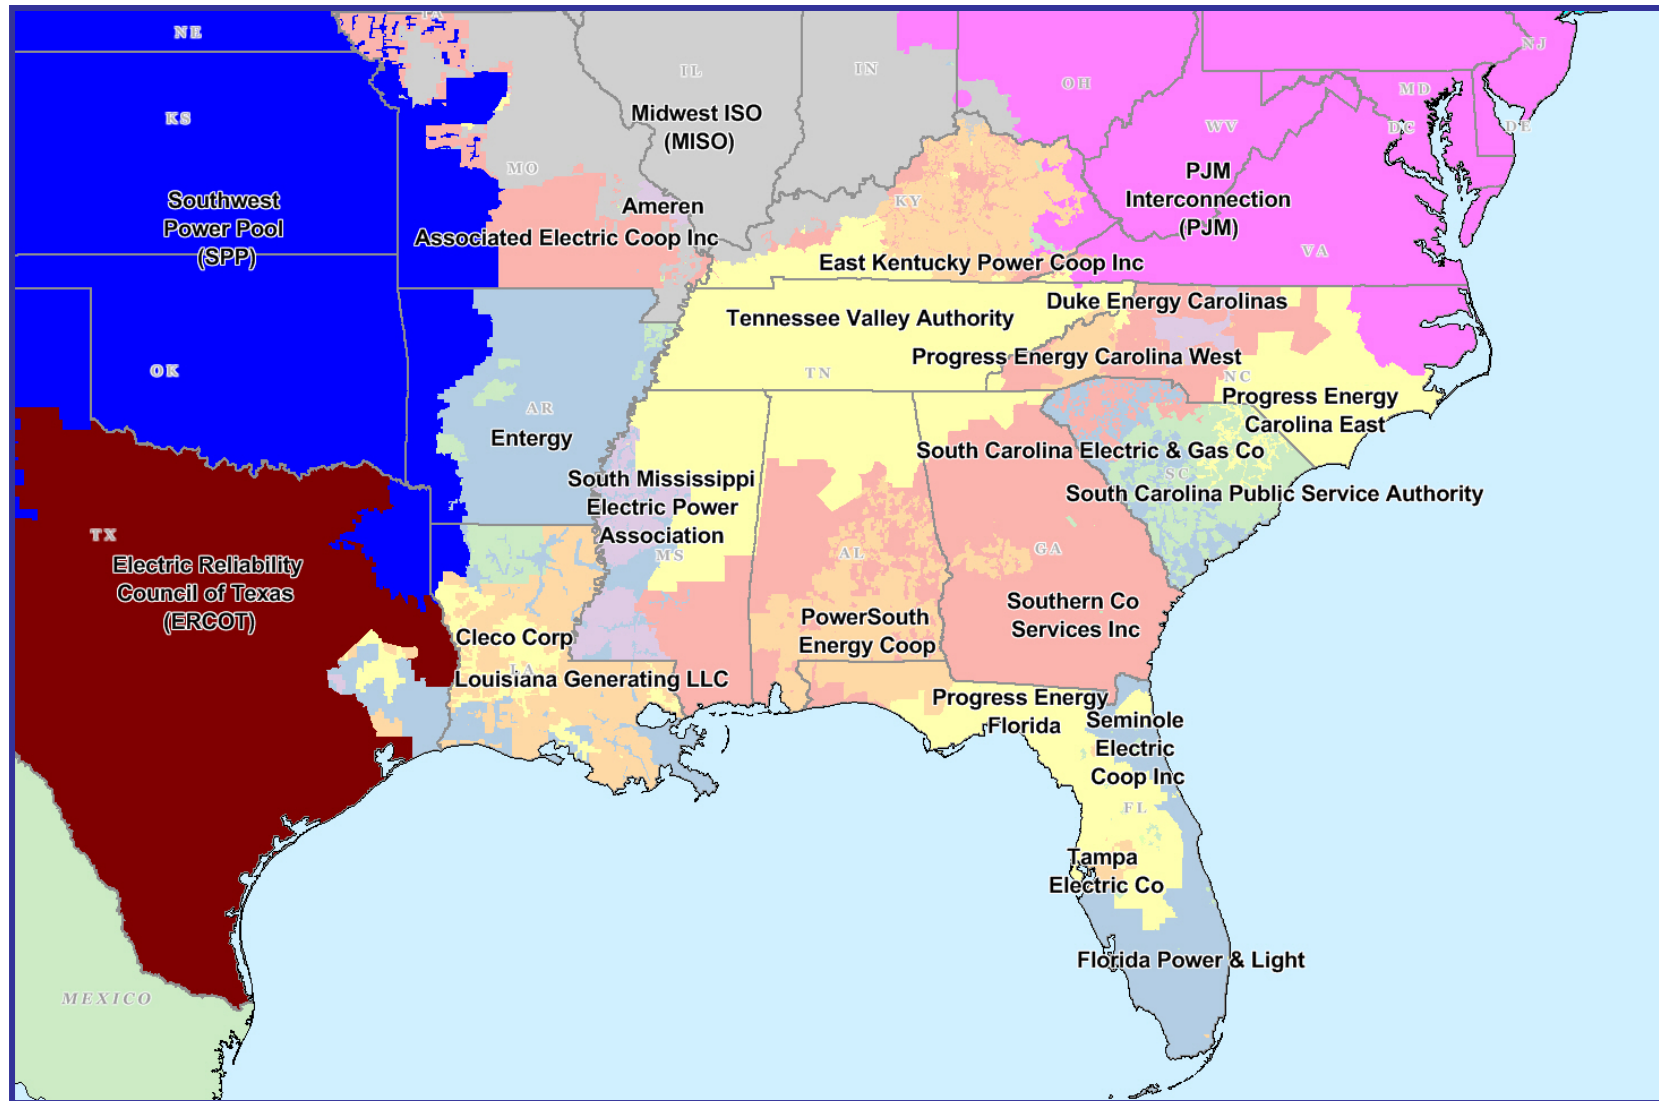 NE
IL
IN
OH
NJ
MD
KS
WV
DC
DE
Midwest ISO
(MISO)
MO
PJM
Interconnection
(PJM)
Southwest
Power Pool
(SPP)
Ameren
KY
Associated Electric Coop Inc
VA
East Kentucky Power Coop Inc
Duke Energy Carolinas
Tennessee Valley Authority
Progress Energy Carolina West
OK
TN
NC
Progress Energy
Carolina East
AR
Entergy
South Carolina Electric & Gas Co
SC
South Mississippi
Electric Power
Association
South Carolina Public Service Authority
TX
MS
AL
GA
Electric Reliability
Council of Texas
(ERCOT)
Southern Co
Services Inc
PowerSouth
Energy Coop
Cleco Corp
LA
Louisiana Generating LLC
Progress Energy
Florida
Seminole
Electric
Coop Inc
FL
Tampa
Electric Co
Florida Power & Light
MEXICO